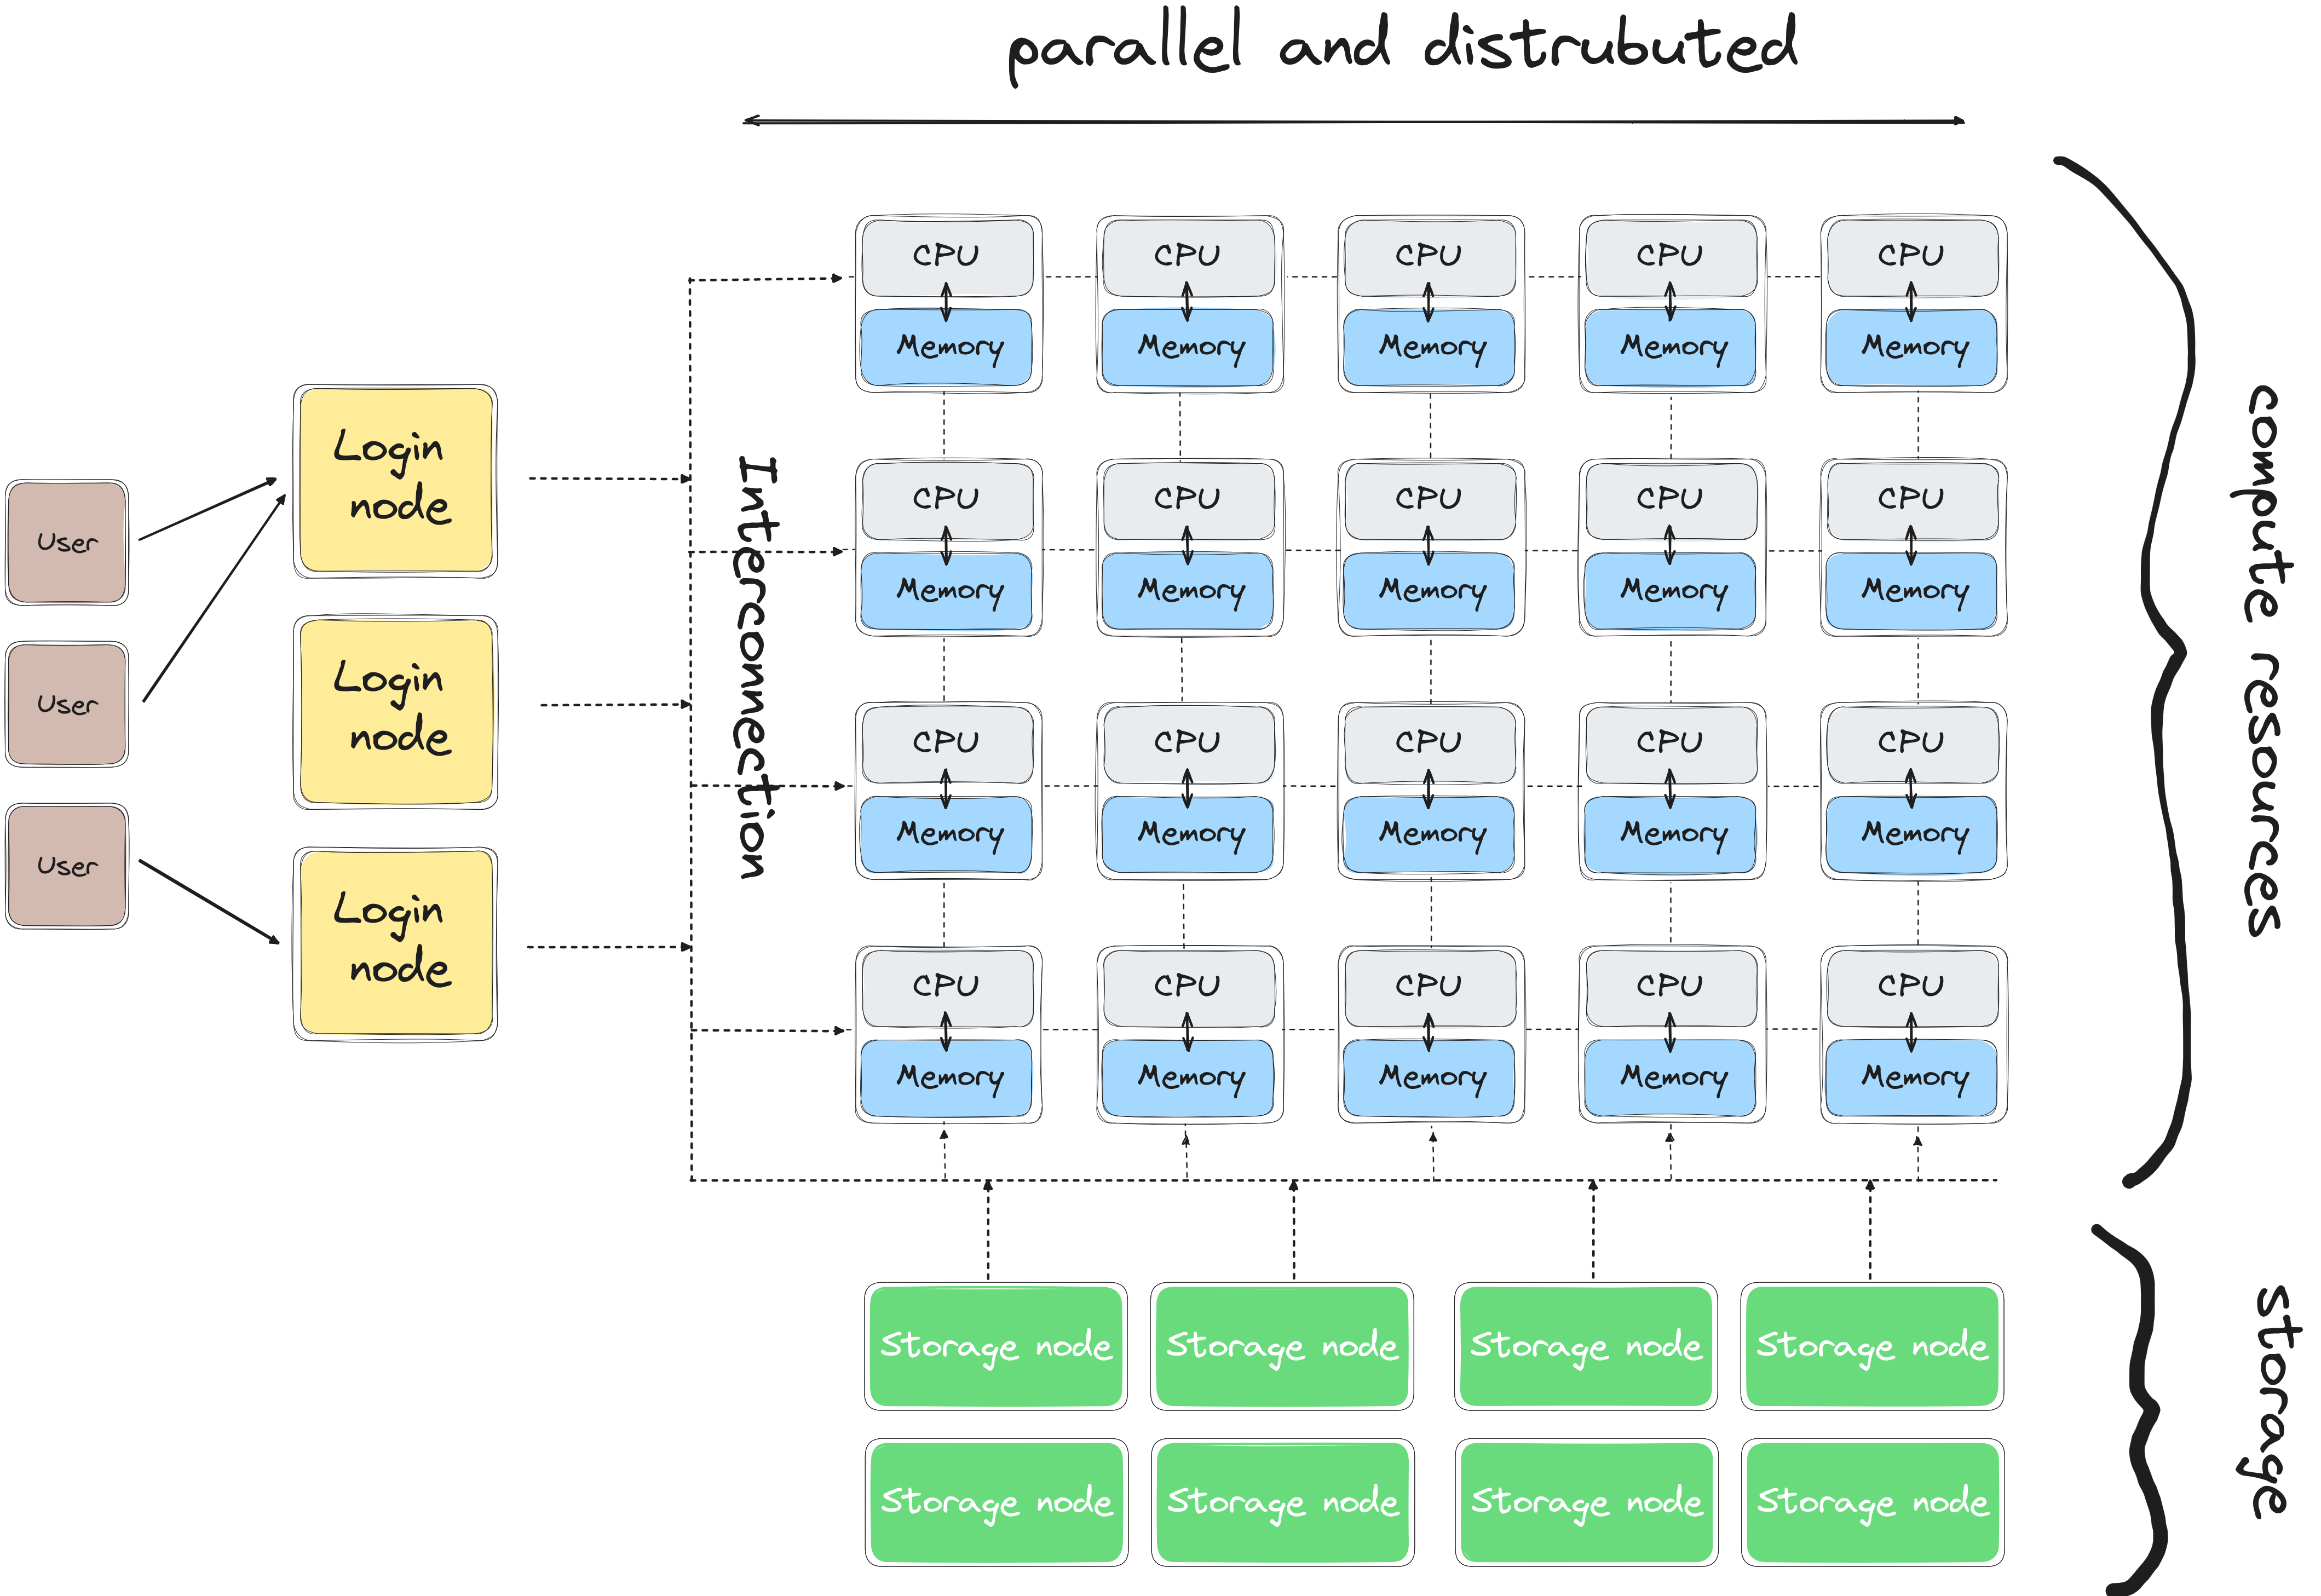 parallel and distrubuted
CPU
CPU
CPU
CPU
CPU
Memory
Memory
Memory
Memory
Memory
Login
node
User
Interconnection
CPU
CPU
CPU
CPU
CPU
Memory
Memory
Memory
Memory
Memory
compute resources
Login
node
User
CPU
CPU
CPU
CPU
CPU
Memory
Memory
Memory
Memory
Memory
User
Login
node
CPU
CPU
CPU
CPU
CPU
Memory
Memory
Memory
Memory
Memory
Storage node
Storage node
Storage node
Storage node
storage
Storage node
Storage node
Storage node
Storage node